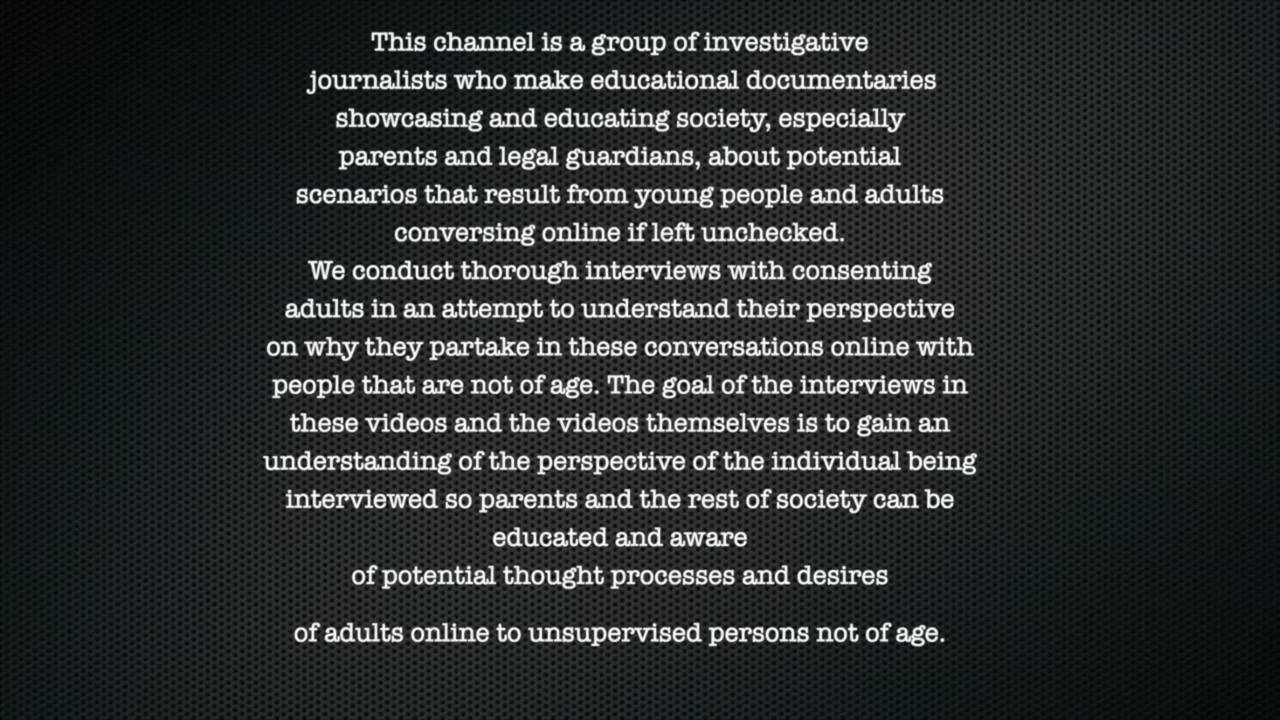 This channel is a group of investigative
journalists who make educational documentaries
showcasing and educating society, especially
parents and legal guardians, about potential
scenarios that result from young people and adults
conversing online if left unchecked.
We conduct thorough interviews with consenting
adults in an attempt to understand their perspective
on why they partake in these conversations online with
people that are not of age. The goal of the interviews in
these videos and the videos themselves is to gain an
understanding of the perspective of the individual being
interviewed so parents and the rest of society can be
educated and aware
of potential thought processes and desires
of adults online to unsupervised persons not of age.